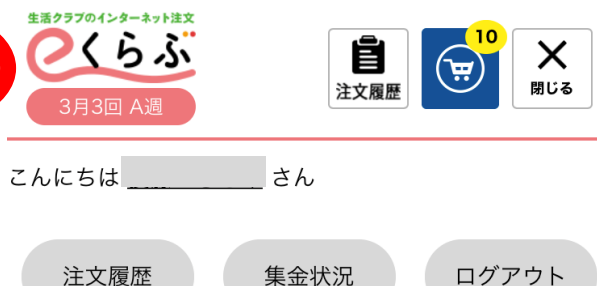 生活クラブのインターネット注文
eくらぶ
3月3回 A週
注文履歴
10
閉じる
こんにちは さん
注文履歴
集金状況
ログアウト